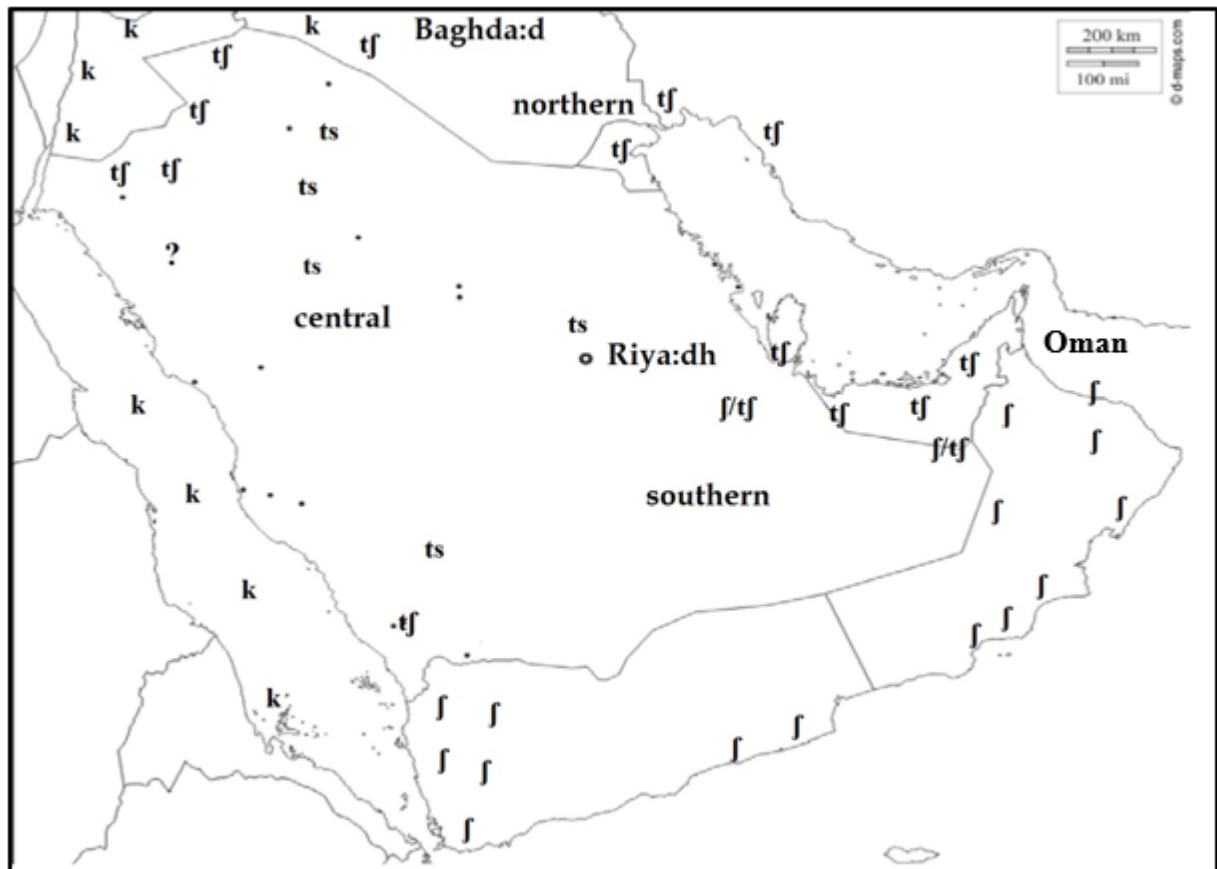 k k Baghda:d
tʃ tʃ
200 km
k
100 mi
© d-maps.com
tʃ northern tʃ
k ts tʃ
tʃ
tʃ tʃ
ts
?
ts
central ts
Riya:dh tʃ Oman
tʃ
k ʃ/tʃ tʃ tʃ ʃ ʃ
ʃ/tʃ ʃ
k southern
ʃ ʃ
ts
k tʃ ʃ
ʃ ʃ
k ʃ ʃ
ʃ ʃ
ʃ ʃ
ʃ